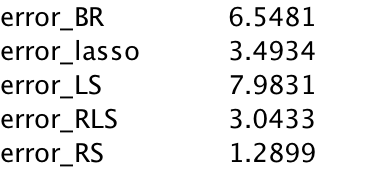 error_BR 6.5481
error_lasso 3.4934
error_LS 7.9831
error_RLS 3.0433
error_RS 1.2899